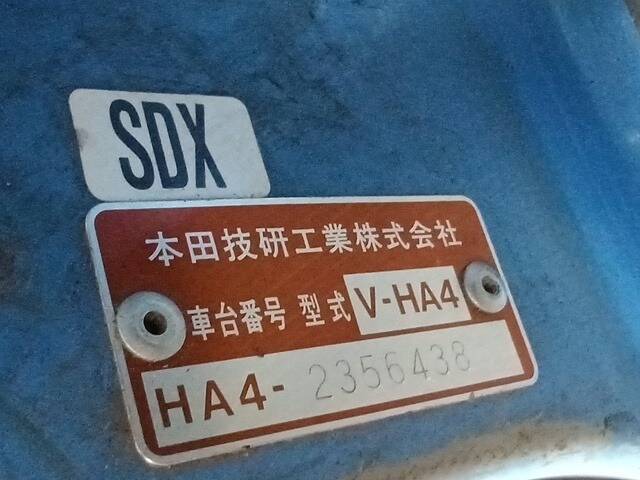 SDX
本田技研工業株式会社
車台番号 型式 V-HA4
HA4-2356438